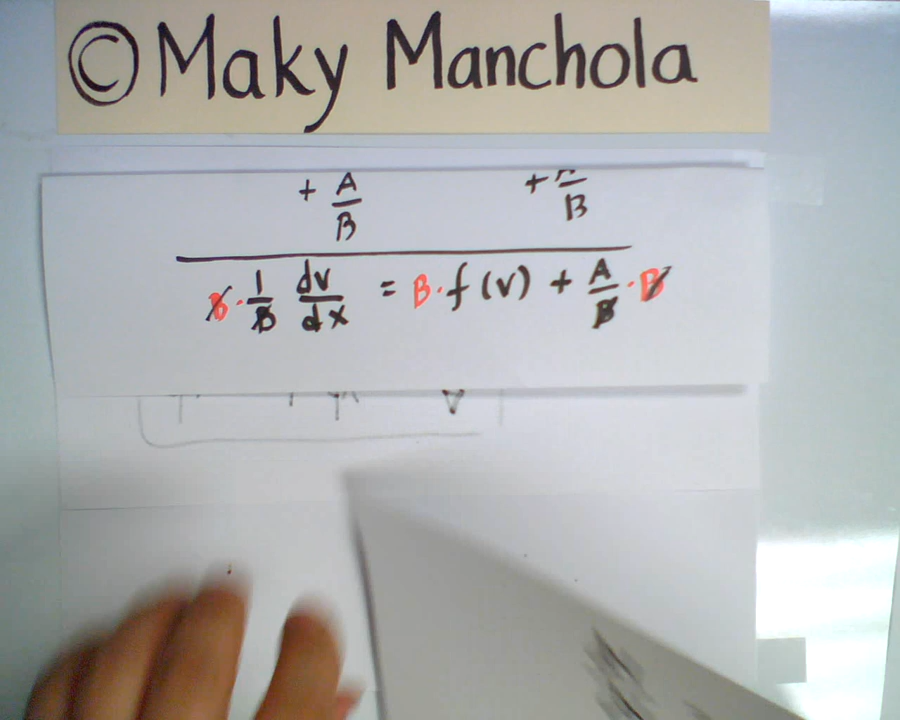 © Maky Manchola
+ A/B + A/B
B · 1/B dv/dx = B · f(v) + A/B · B